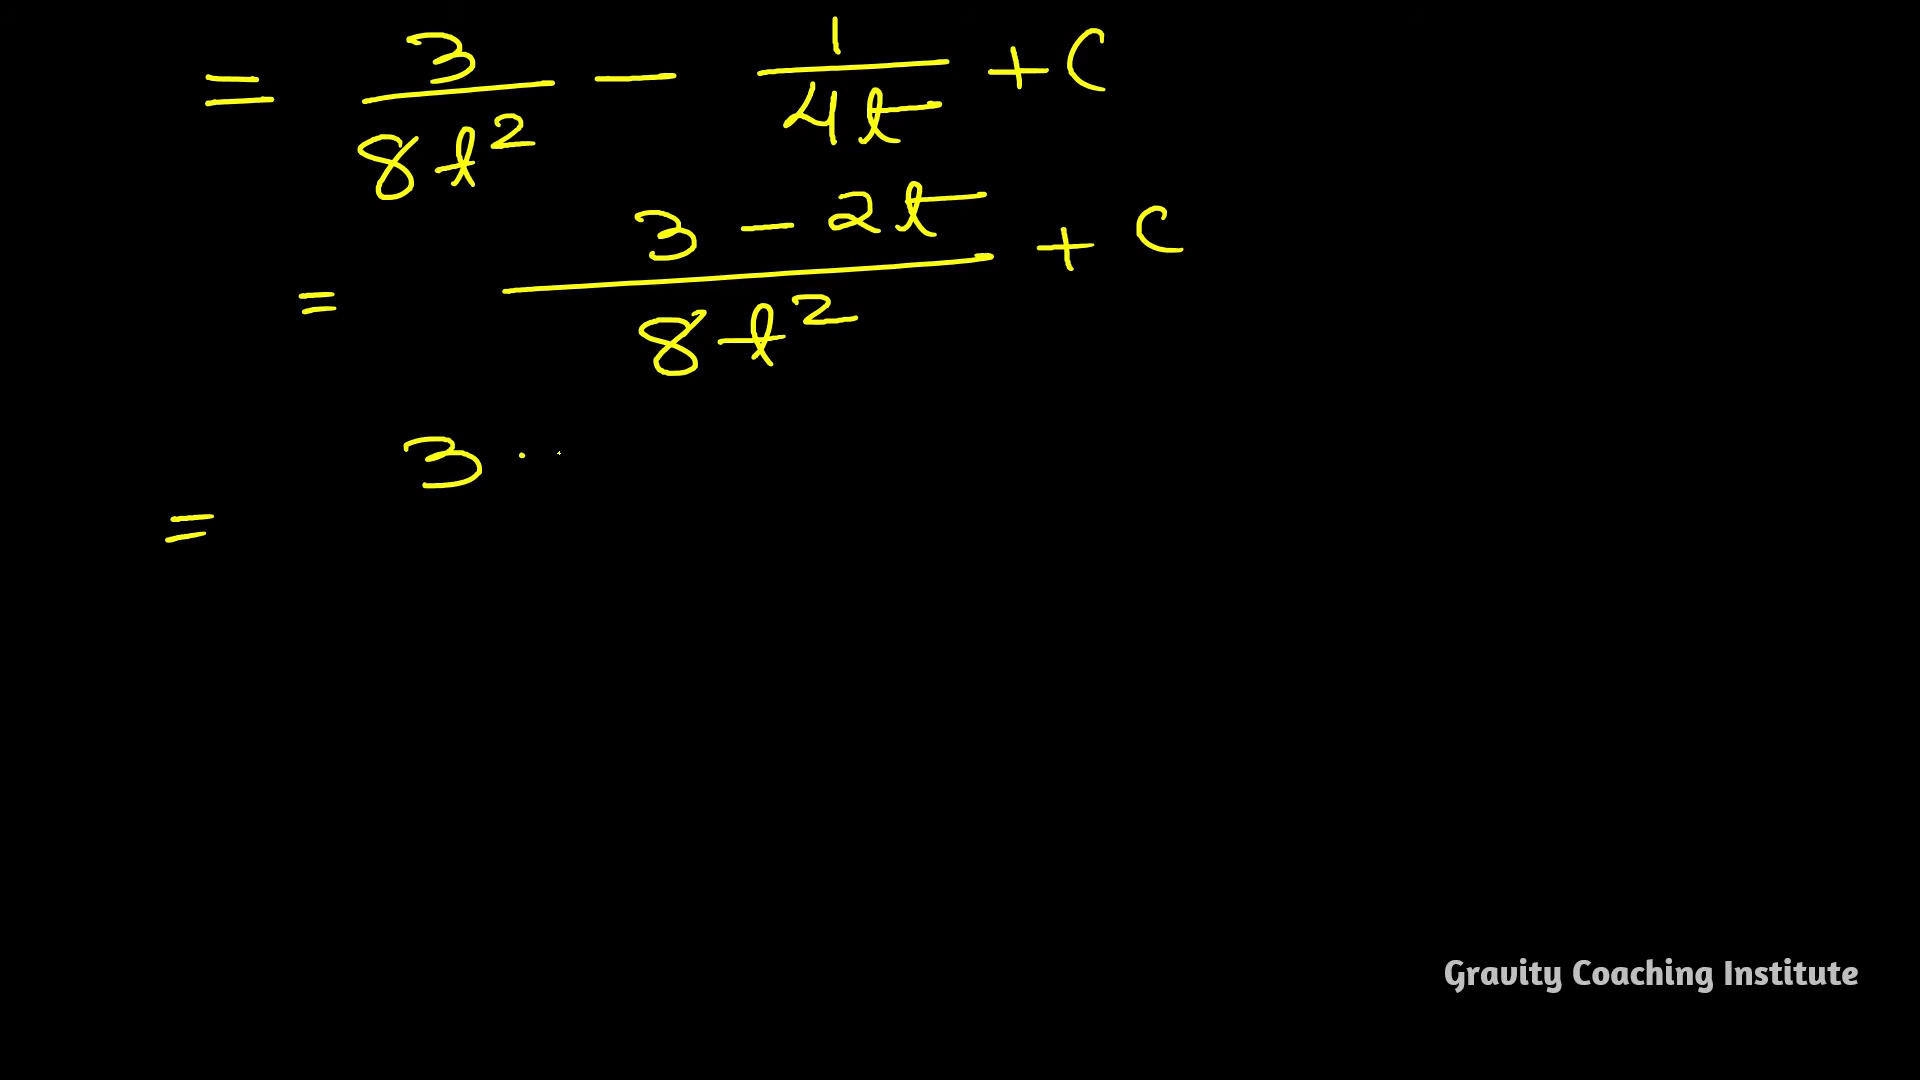 = 3/8t² - 1/4t + C
= 3 - 2t/8t² + C
= 3 · ·
Gravity Coaching Institute